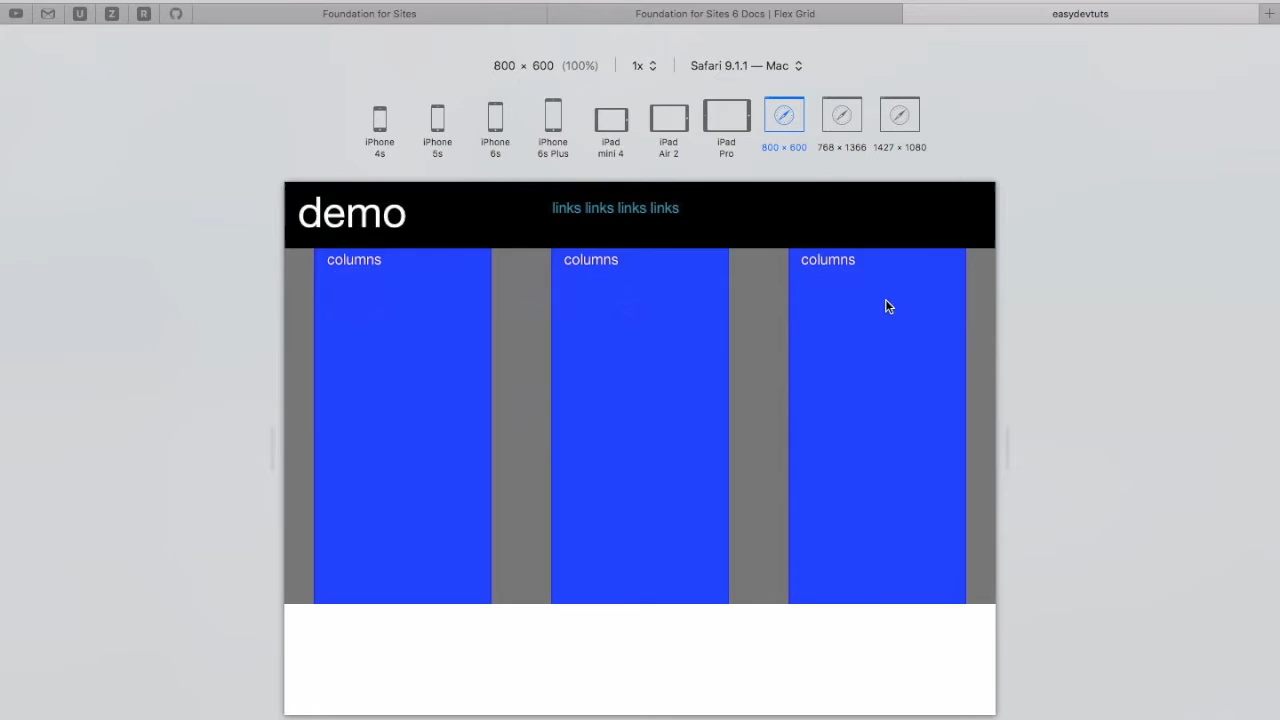 U Z R Foundation for Sites Foundation for Sites 6 Docs | Flex Grid easydevtuts +
800 × 600 (100%) 1x Safari 9.1.1 — Mac
iPhone 4s
iPhone 5s
iPhone 6s
iPhone 6s Plus
iPad mini 4
iPad Air 2
iPad Pro
800 × 600
768 × 1366
1427 × 1080
demo links links links links
columns columns columns